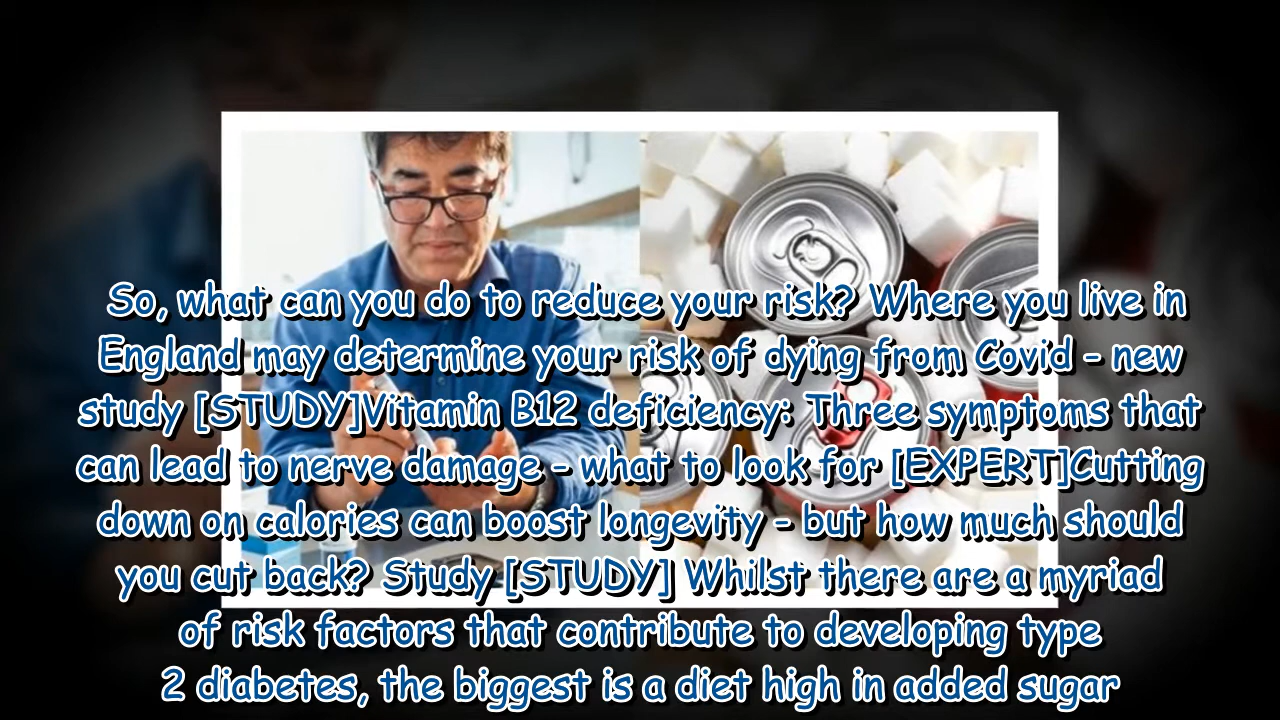 So, what can you do to reduce your risk? Where you live in
England may determine your risk of dying from Covid - new
study [STUDY]Vitamin B12 deficiency: Three symptoms that
can lead to nerve damage - what to look for [EXPERT]Cutting
down on calories can boost longevity - but how much should
you cut back? Study [STUDY] Whilst there are a myriad
of risk factors that contribute to developing type
2 diabetes, the biggest is a diet high in added sugar